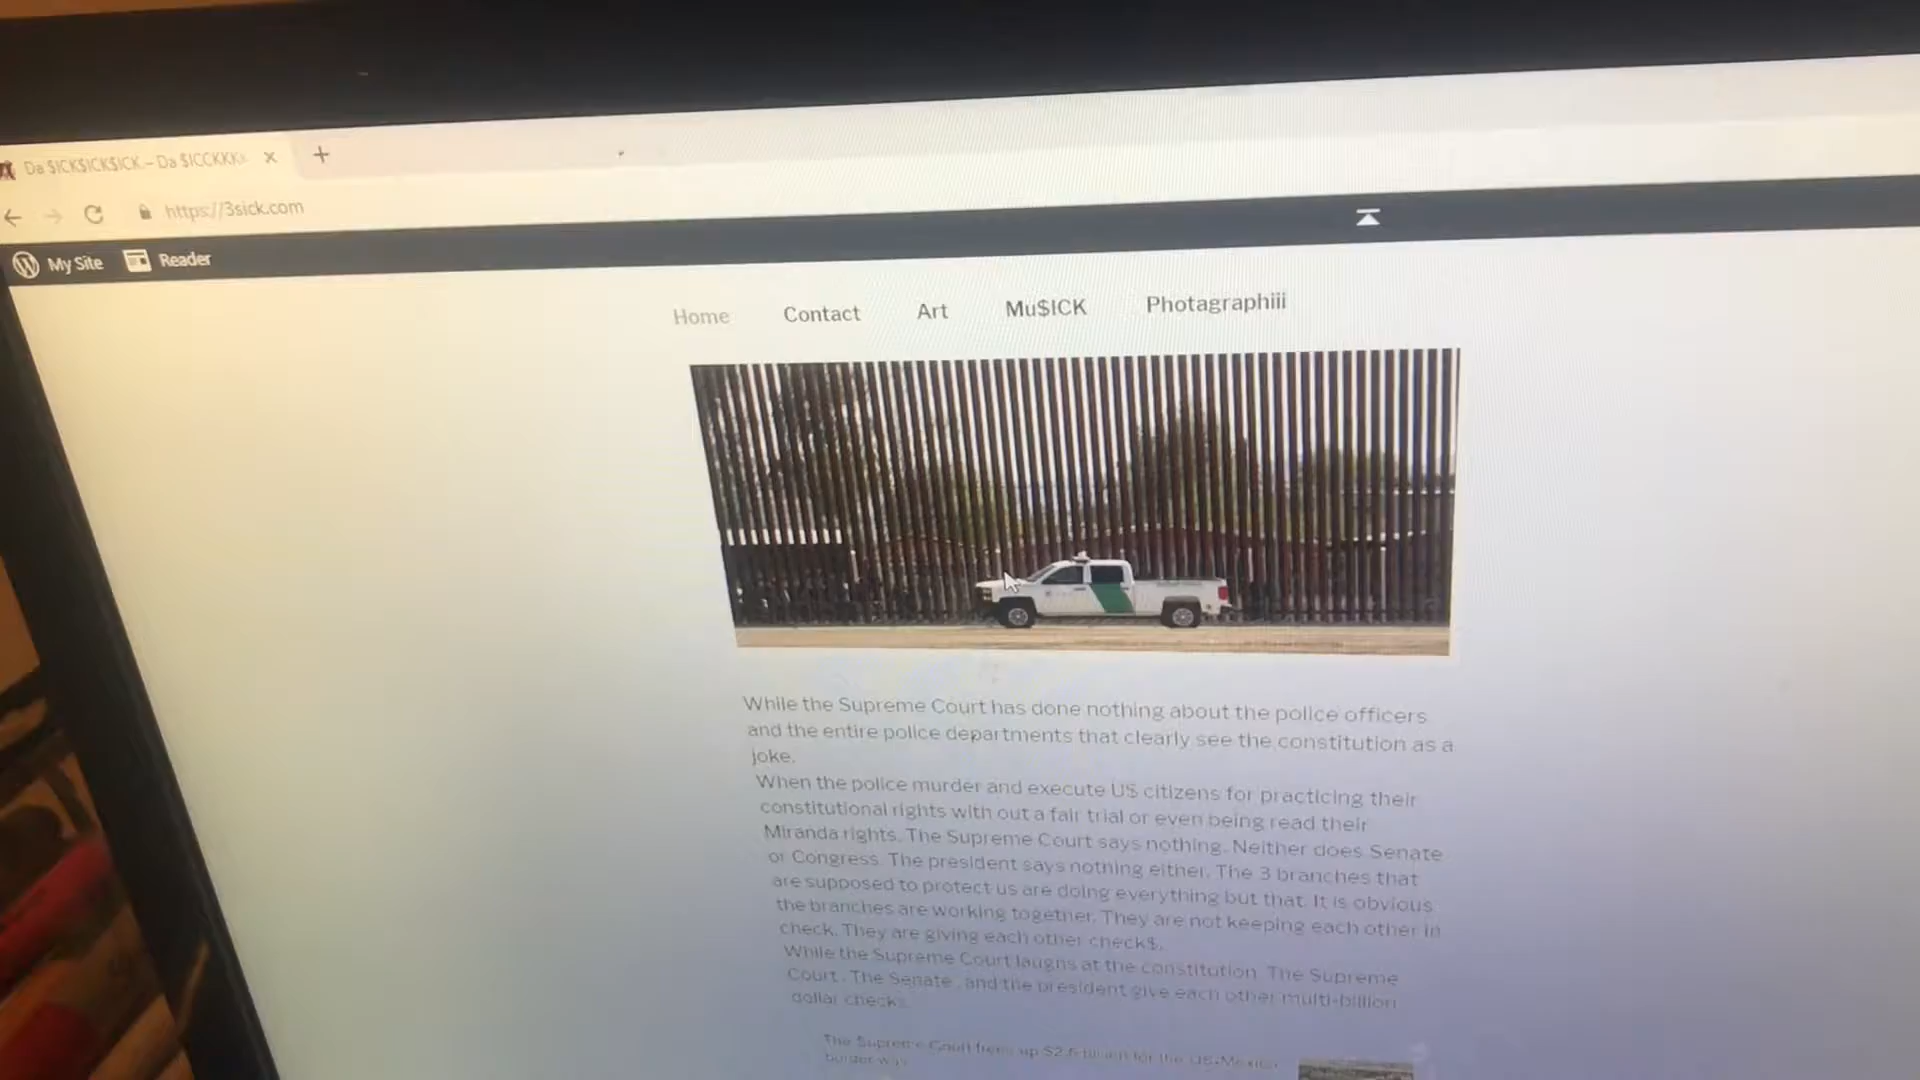 Da $ICK$ICK$ICK – Da $ICCKKK
https://3sick.com
My Site Reader
Home Contact Art Mu$ICK Photagraphiii
While the Supreme Court has done nothing about the police officers
and the entire police departments that clearly see the constitution as a
joke.
When the police murder and execute US citizens for practicing their
constitutional rights with out a fair trial or even being read their
Miranda rights. The Supreme Court says nothing. Neither does Senate
or Congress. The president says nothing either. The 3 branches that
are supposed to protect us are doing everything but that. It is obvious
the branches are working together. They are not keeping each other in
check. They are giving each other check$.
While the Supreme Court laughs at the constitution. The Supreme
Court . The Senate , and the president give each other multi-billion
dollar checks.
The Supreme Court frees up $2.5 billion for the US-Mexico
border